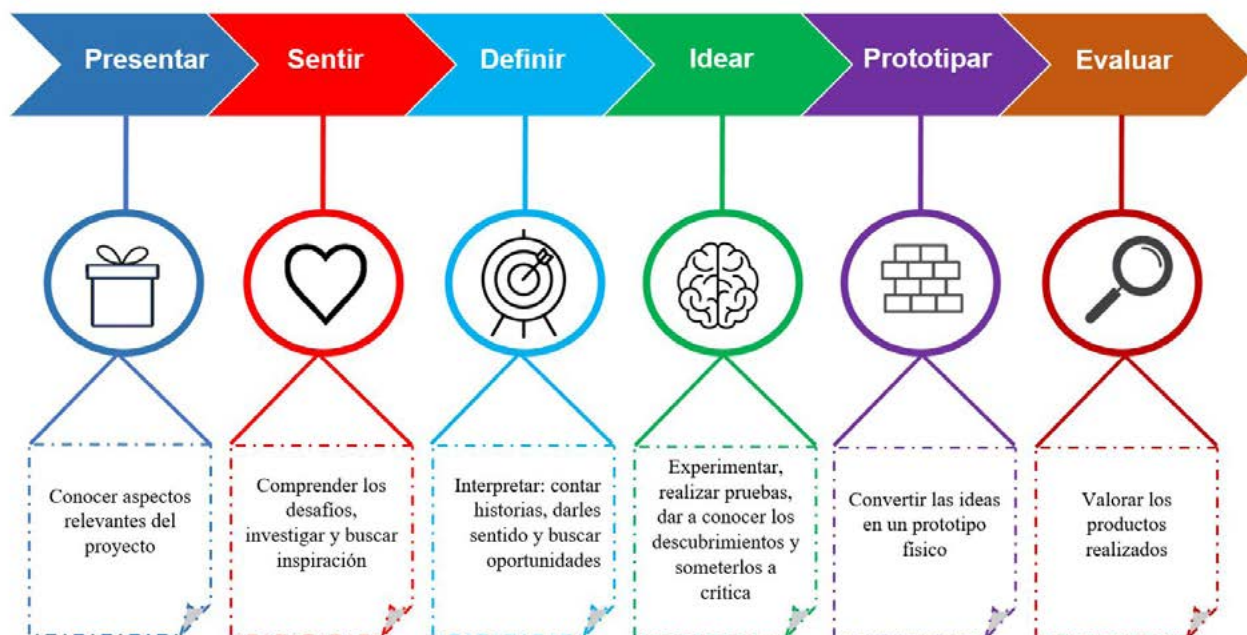 Presentar
Sentir
Definir
Idear
Prototipar
Evaluar
Conocer aspectos
relevantes del
proyecto
Comprender los
desafíos,
investigar y buscar
inspiración
Interpretar: contar
historias, darles
sentido y buscar
oportunidades
Experimentar,
realizar pruebas,
dar a conocer los
descubrimientos y
someterlos a
crítica
Convertir las ideas
en un prototipo
físico
Valorar los
productos
realizados